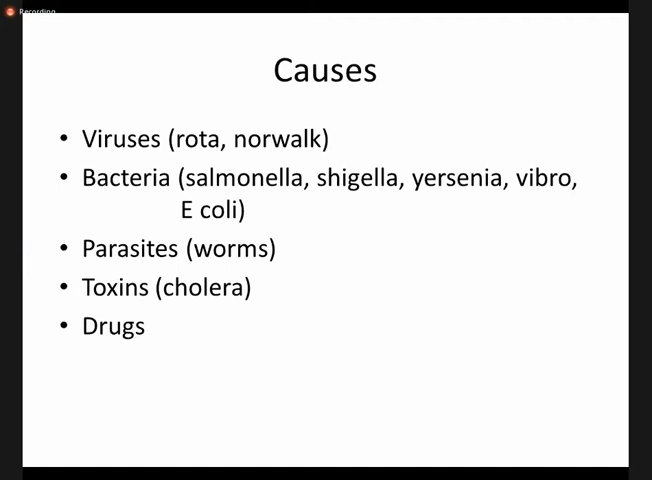 Recording
Causes
• Viruses (rota, norwalk)
• Bacteria (salmonella, shigella, yersenia, vibro,
E coli)
• Parasites (worms)
• Toxins (cholera)
• Drugs